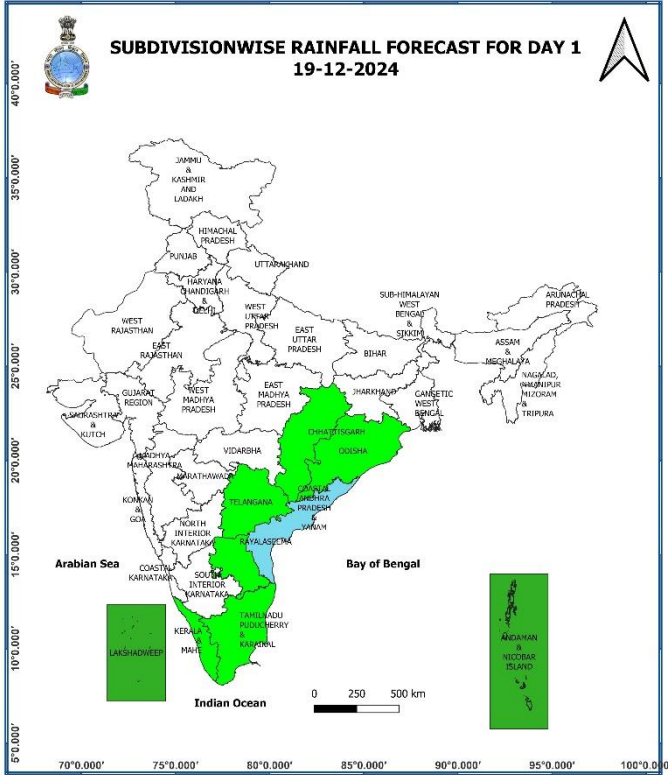 SUBDIVISIONWISE RAINFALL FORECAST FOR DAY 1
19-12-2024
40°0.000'
35°0.000'
30°0.000'
25°0.000'
20°0.000'
15°0.000'
10°0.000'
5°0.000'
JAMMU
&
KASHMIR
AND
LADAKH
HIMACHAL
PRADESH
PUNJAB
UTTARAKHAND
HARYANA
CHANDIGARH
&
DELHI
WEST
UTTAR
PRADESH
WEST
RAJASTHAN
EAST
RAJASTHAN
EAST
UTTAR
PRADESH
SUB-HIMALAYAN
WEST
BENGAL
&
SIKKIM
ARUNACHAL
PRADESH
ASSAM
&
MEGHALAYA
NAGALAD,
MANIPUR
MIZORAM
&
TRIPURA
BIHAR
JHARKHAND
GANGETIC
WEST
BENGAL
GUJARAT
REGION
WEST
MADHYA
PRADESH
EAST
MADHYA
PRADESH
SAURASHTRA
&
KUTCH
CHHATTISGARH
ODISHA
VIDARBHA
MADHYA
MAHARASHTRA
MARATHAWADA
TELANGANA
COASTAL
ANDHRA
PRADESH
&
YANAM
KONKAN
&
GOA
NORTH
INTERIOR
KARNATAKA
RAYALASEEMA
Arabian Sea
Bay of Bengal
COASTAL
KARNATAKA
SOUTH
INTERIOR
KARNATAKA
TAMILNADU
PUDUCHERRY
&
KARAIKAL
KERALA
&
MAHE
LAKSHADWEEP
ANDAMAN
&
NICOBAR
ISLAND
Indian Ocean
0 250 500 km
70°0.000' 75°0.000' 80°0.000' 85°0.000' 90°0.000' 95°0.000' 100°0.000'